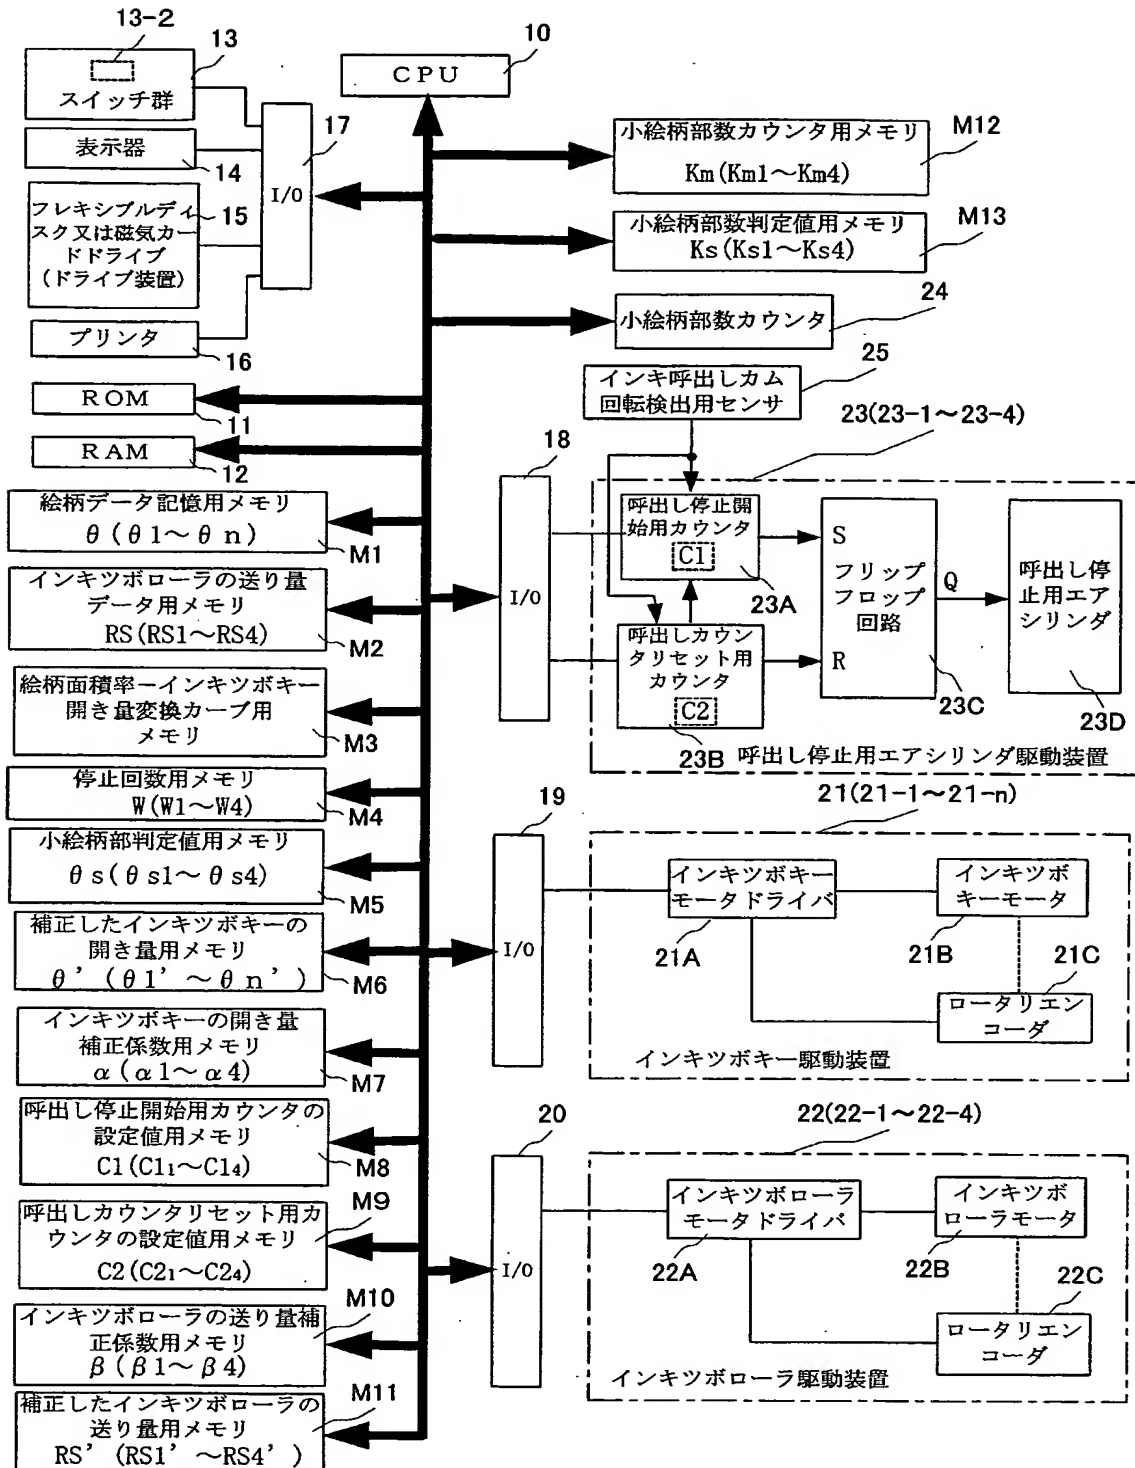 13-2
13
スイッチ群
表示器
14
フレキシブルディ
スク又は磁気カー
ドドライブ
(ドライブ装置)
15
プリンタ
16
17
I/O
10
CPU
ROM
11
RAM
12
絵柄データ記憶用メモリ
θ(θ1～θn)
M1
インキツボローラの送り量
データ用メモリ
RS(RS1～RS4)
M2
絵柄面積率ーインキツボキー
開き量変換カーブ用
メモリ
M3
停止回数用メモリ
W(W1～W4)
M4
小絵柄部判定値用メモリ
θs(θs1～θs4)
M5
補正したインキツボキーの
開き量用メモリ
θ'(θ1'～θn')
M6
インキツボキーの開き量
補正係数用メモリ
α(α1～α4)
M7
呼出し停止開始用カウンタの
設定値用メモリ
C1(C1₁～C1₄)
M8
呼出しカウンタリセット用カ
ウンタの設定値用メモリ
C2(C2₁～C2₄)
M9
インキツボローラの送り量補
正係数用メモリ
β(β1～β4)
M10
補正したインキツボローラの
送り量用メモリ
RS'(RS1'～RS4')
M11
小絵柄部数カウンタ用メモリ
Km(Km1～Km4)
M12
小絵柄部数判定値用メモリ
Ks(Ks1～Ks4)
M13
小絵柄部数カウンタ
24
インキ呼出しカム
回転検出用センサ
25
23(23-1～23-4)
18
I/O
呼出し停止開
始用カウンタ
C1
23A
呼出しカウン
タリセット用
カウンタ
C2
23B
S
フリップ
フロップ
回路
R
Q
23C
呼出し停
止用エア
シリンダ
23D
呼出し停止用エアシリンダ駆動装置
21(21-1～21-n)
19
I/O
インキツボキー
モータドライバ
21A
インキツボ
キーモータ
21B
21C
ロータリエン
コーダ
インキツボキー駆動装置
22(22-1～22-4)
20
I/O
インキツボローラ
モータドライバ
22A
インキツボ
ローラモータ
22B
22C
ロータリエン
コーダ
インキツボローラ駆動装置